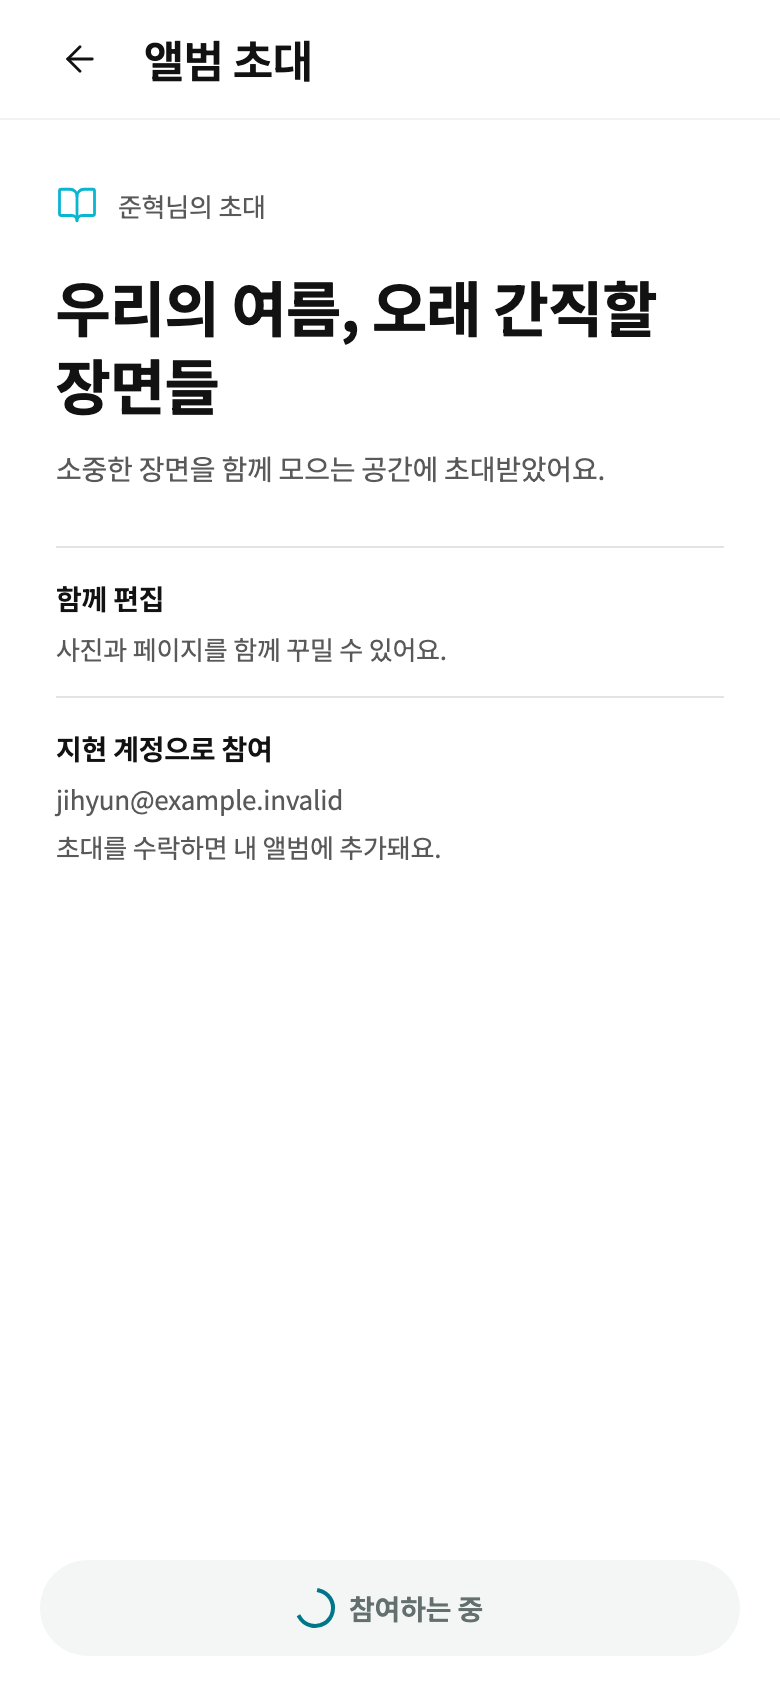 앨범 초대
준혁님의 초대
우리의 여름, 오래 간직할
장면들
소중한 장면을 함께 모으는 공간에 초대받았어요.
함께 편집
사진과 페이지를 함께 꾸밀 수 있어요.
지현 계정으로 참여
jihyun@example.invalid
초대를 수락하면 내 앨범에 추가돼요.
참여하는 중